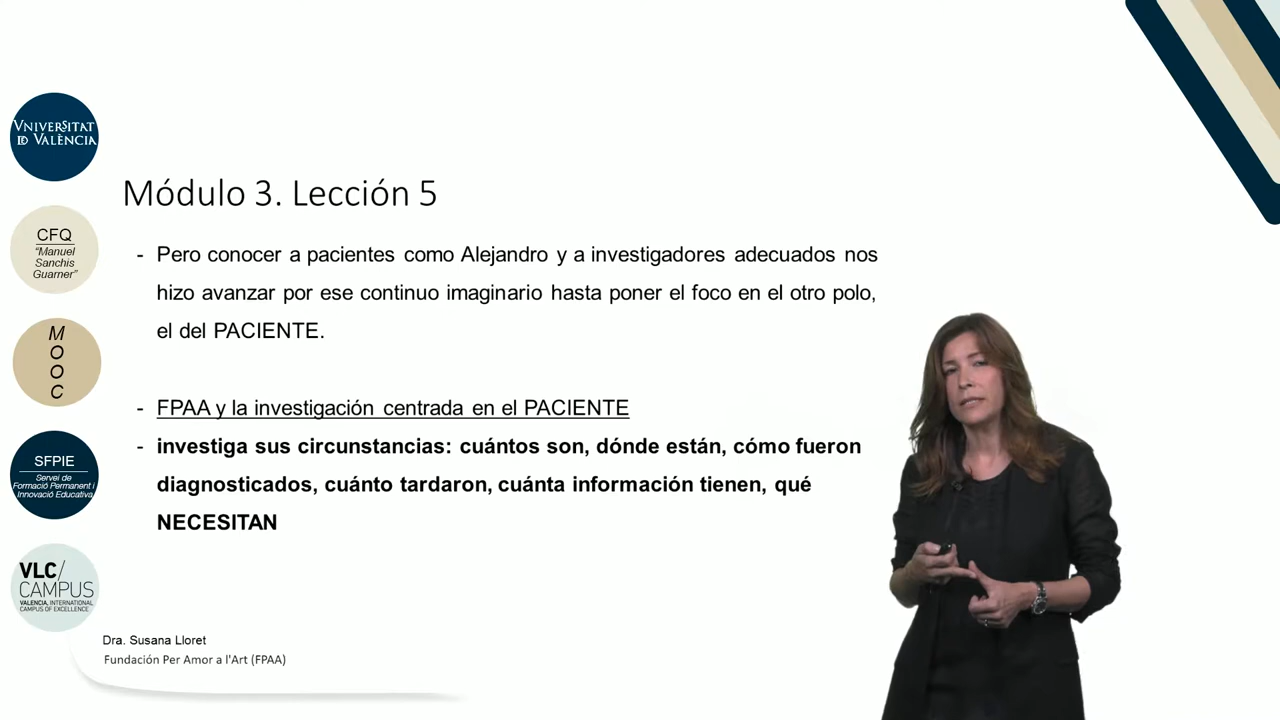 VNIVERSITAT
ID VALÈNCIA
CFQ
"Manuel
Sanchis
Guarner"
M
O
O
C
SFPIE
Servei de
Formació Permanent i
Innovació Educativa
VLC/
CAMPUS
VALENCIA, INTERNATIONAL
CAMPUS OF EXCELLENCE
Módulo 3. Lección 5
- Pero conocer a pacientes como Alejandro y a investigadores adecuados nos
hizo avanzar por ese continuo imaginario hasta poner el foco en el otro polo,
el del PACIENTE.
- FPAA y la investigación centrada en el PACIENTE
- investiga sus circunstancias: cuántos son, dónde están, cómo fueron
diagnosticados, cuánto tardaron, cuánta información tienen, qué
NECESITAN
Dra. Susana Lloret
Fundación Per Amor a l'Art (FPAA)